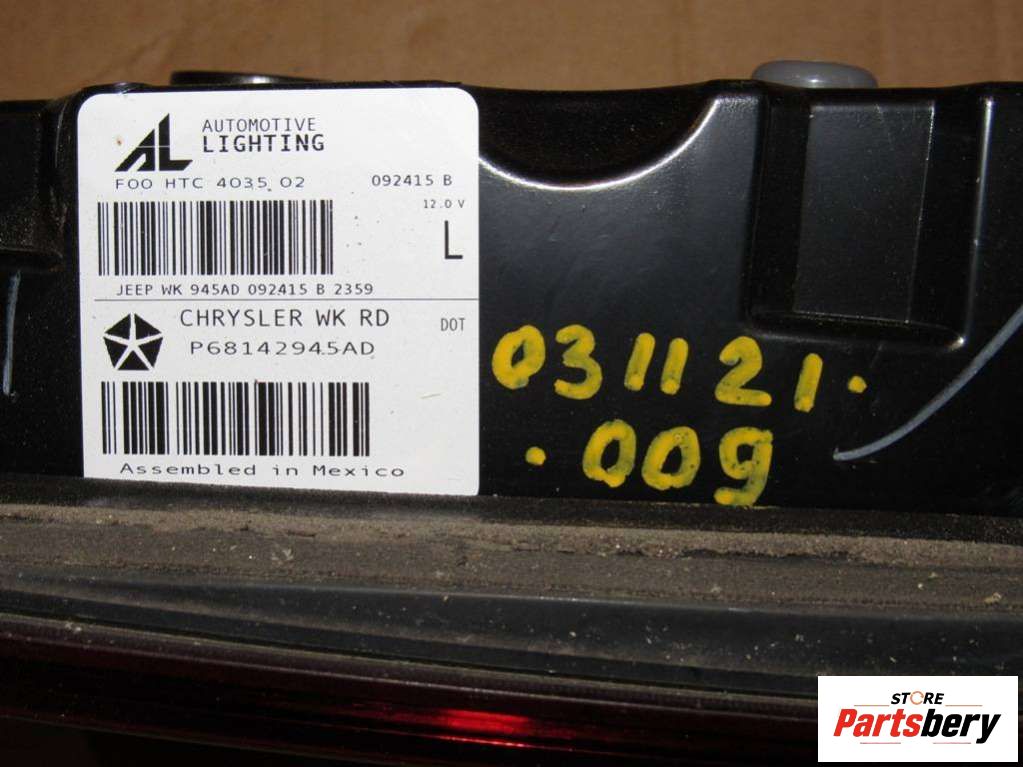 AL AUTOMOTIVE
LIGHTING
F00 HTC 4035 02 092415 B
12.0 V
L
JEEP WK 945AD 092415 B 2359
CHRYSLER WK RD DOT
P68142945AD
Assembled in Mexico
031121.
.009
STORE
Partsbery